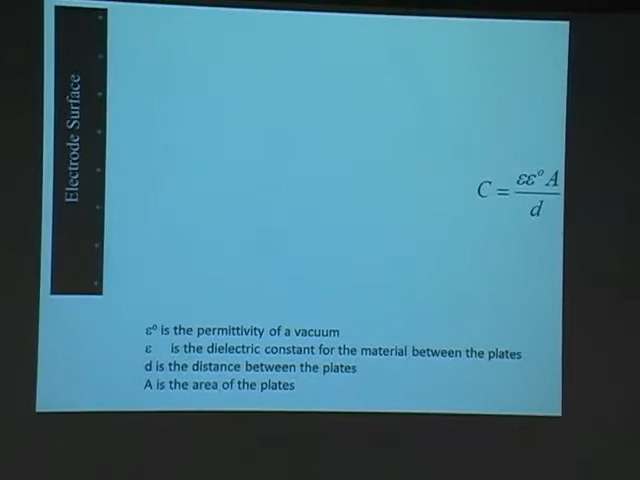 Electrode Surface
C = εε° A / d
ε° is the permittivity of a vacuum
ε is the dielectric constant for the material between the plates
d is the distance between the plates
A is the area of the plates